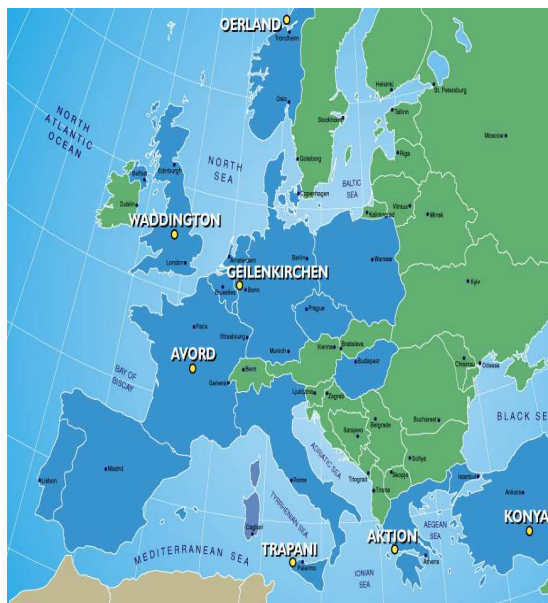 OERLAND
Trondheim
Helsinki
St. Petersburg
Oslo
Tallinn
Stockholm
NORTH
ATLANTIC
OCEAN
NORTH
SEA
Goteborg
Riga
Moscow
Edinburgh
Belfast
Copenhagen
BALTIC
SEA
Dublin
Vilnius
Kaliningrad
Minsk
WADDINGTON
London
Amsterdam
Berlin
Warsaw
GEILENKIRCHEN
Bruxelles
Bonn
Kyiv
Prague
Paris
Strasbourg
Munich
Vienna
Bratislava
Budapest
AVORD
BAY OF
BISCAY
Geneva
Bern
Chisinau
Odessa
Ljubljana
Zagreb
Belgrade
Bucharest
BLACK SEA
Sarajevo
ADRIATIC SEA
Sofiya
Titograd
Skopje
Tirana
Istanbul
Madrid
Lisbon
Rome
TYRRHENIAN SEA
Ankara
KONYA
Cagliari
AKTION
AEGEAN
SEA
MEDITERRANEAN SEA
TRAPANI
Palermo
Athens
IONIAN
SEA